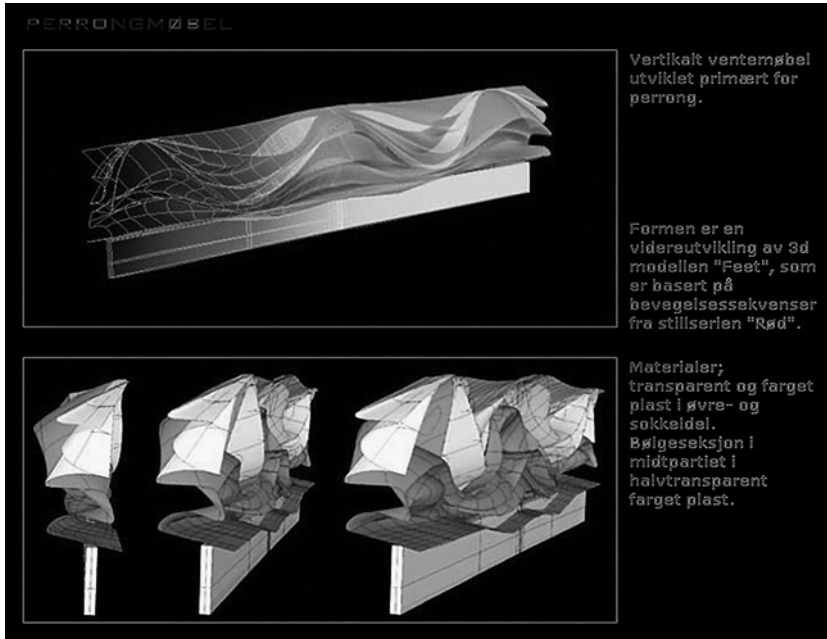 PERRONGMØBEL
Vertikalt ventemøbel
utviklet primært for
perrong.
Formen er en
videreutvikling av 3d
modellen "Feet", som
er basert på
bevegelsessekvenser
fra stillserien "Rød".
Materialer;
transparent og farget
plast i øvre- og
sokkeldel.
Bølgeseksjon i
midtpartiet i
halvtransparent
farget plast.